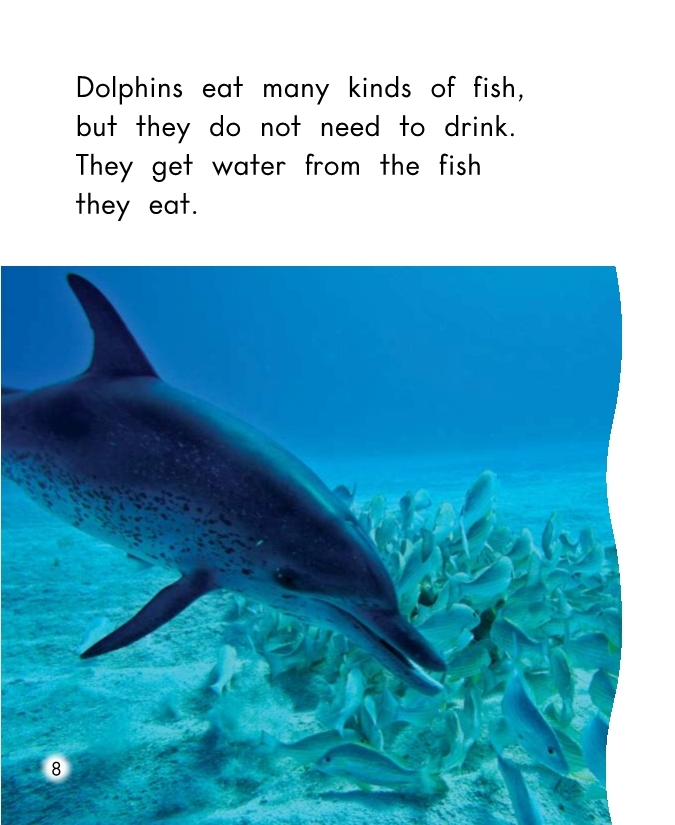 Dolphins eat many kinds of fish,
but they do not need to drink.
They get water from the fish
they eat.
8